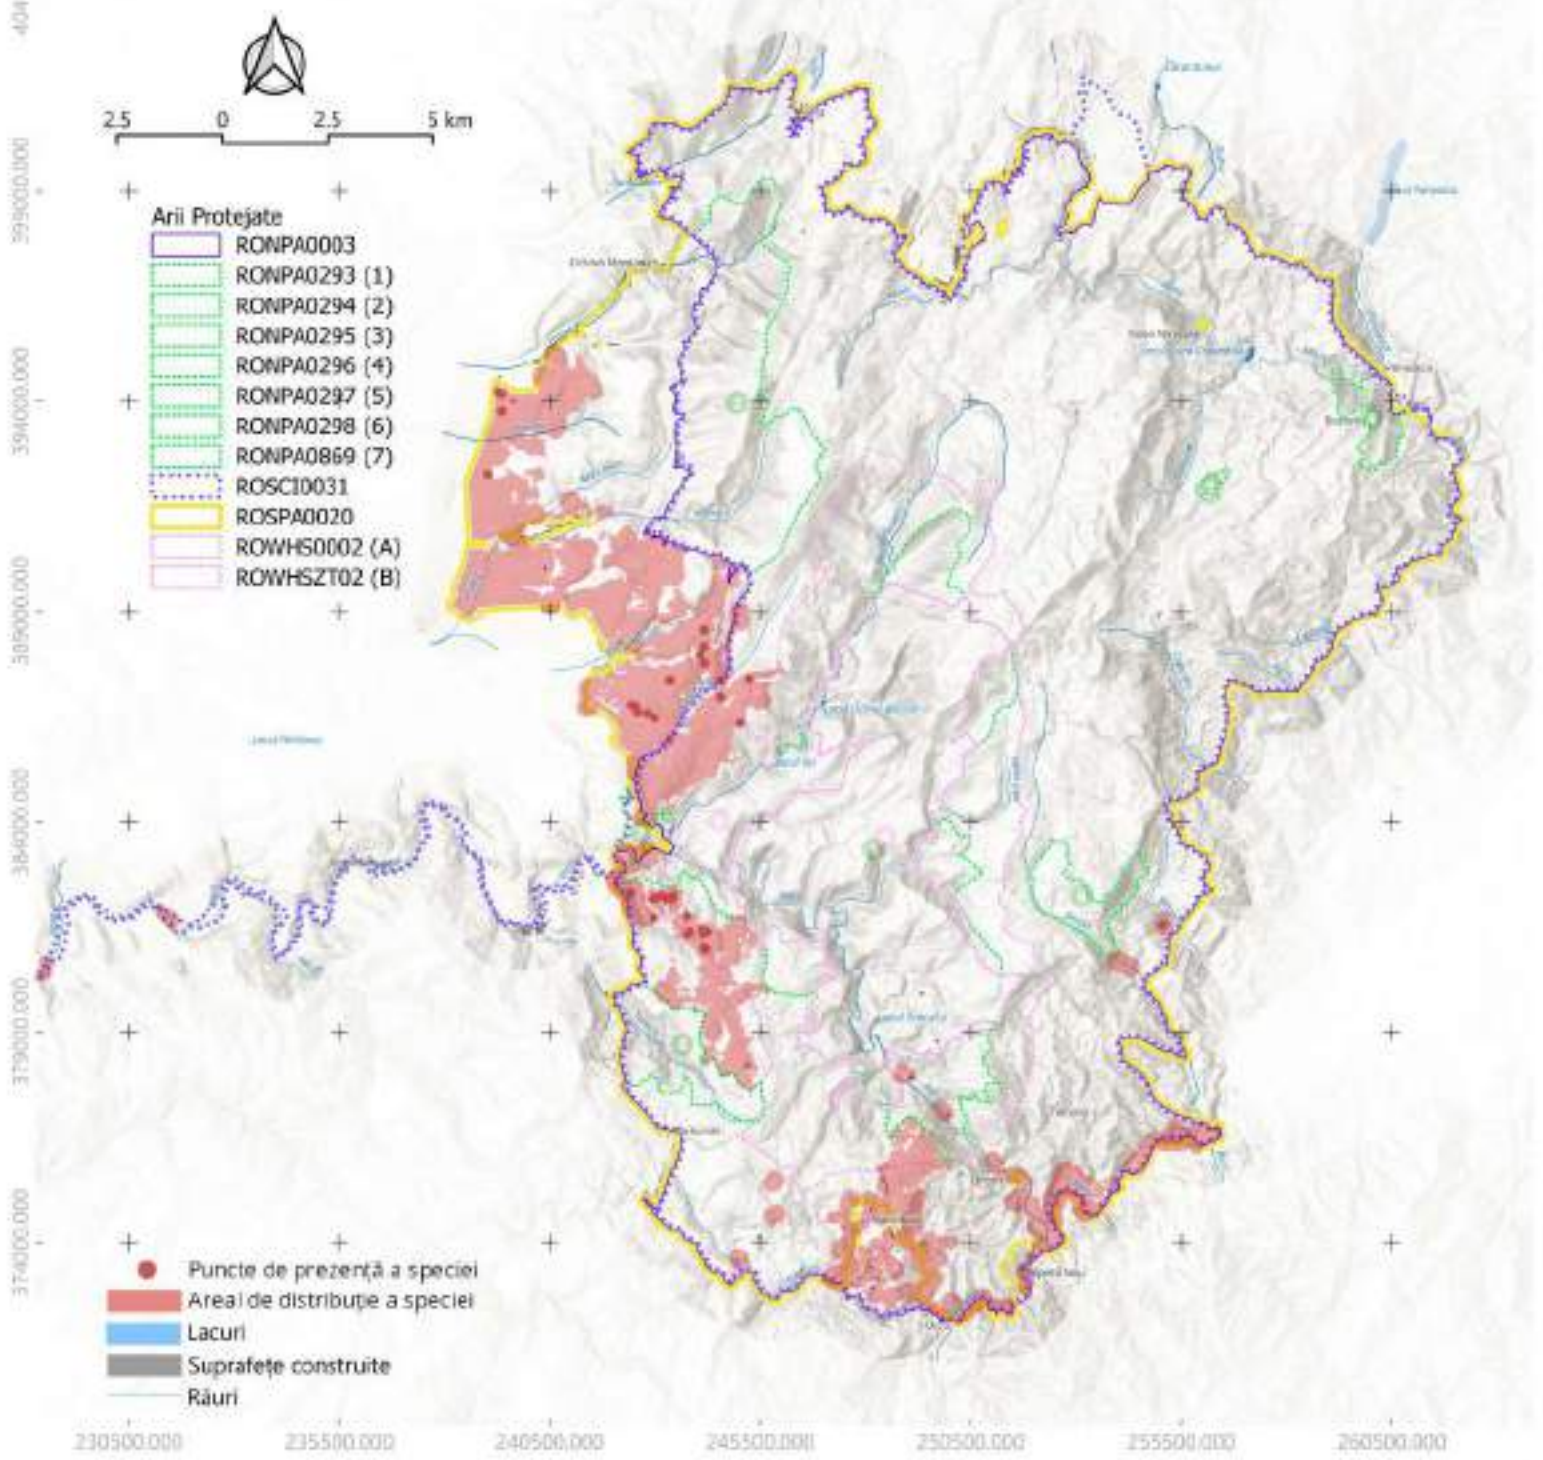 2.5 0 2.5 5 km
Arii Protejate
RONPA0003
RONPA0293 (1)
RONPA0294 (2)
RONPA0295 (3)
RONPA0296 (4)
RONPA0297 (5)
RONPA0298 (6)
RONPA0869 (7)
ROSCI0031
ROSPA0020
ROWHS0002 (A)
ROWHSZT02 (B)
Puncte de prezență a speciei
Areal de distribuție a speciei
Lacuri
Suprafețe construite
Râuri
404
399000.000
394000.000
389000.000
384000.000
379000.000
374000.000
230500.000 235500.000 240500.000 245500.000 250500.000 255500.000 260500.000